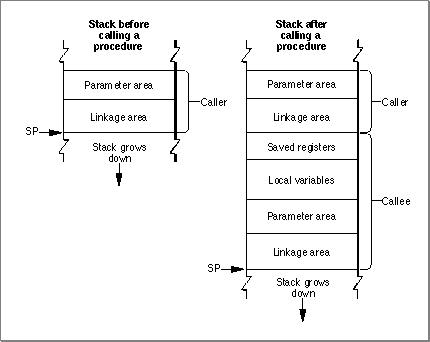 Stack before
calling a
procedure
Parameter area
Linkage area
Caller
SP
Stack grows
down
Stack after
calling a
procedure
Parameter area
Linkage area
Caller
Saved registers
Local variables
Parameter area
Linkage area
Callee
SP
Stack grows
down